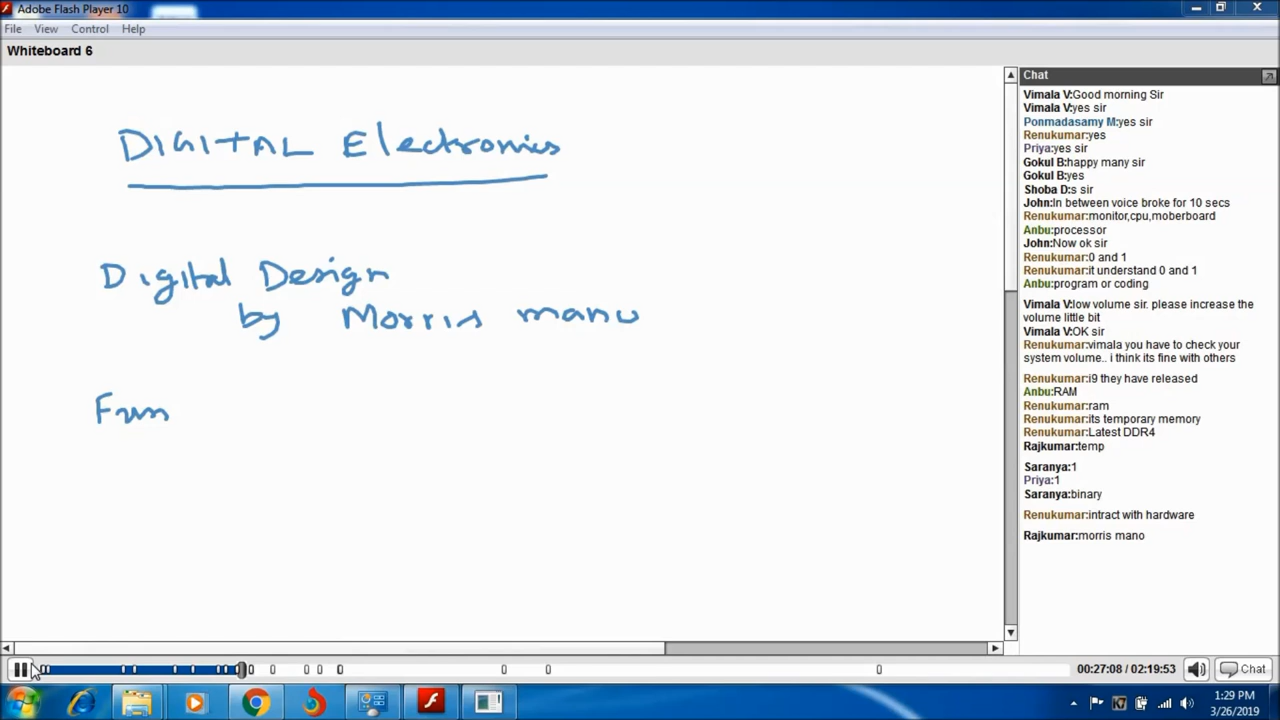 Adobe Flash Player 10
File View Control Help
Whiteboard 6
DIGITAL Electronics
Digital Design
by Morris mano
Fun
Chat
Vimala V:Good morning Sir
Vimala V:yes sir
Ponmadasamy M:yes sir
Renukumar:yes
Priya:yes sir
Gokul B:happy many sir
Gokul B:yes
Shoba D:s sir
John:In between voice broke for 10 secs
Renukumar:monitor,cpu,moberboard
Anbu:processor
John:Now ok sir
Renukumar:0 and 1
Renukumar:it understand 0 and 1
Anbu:program or coding
Vimala V:low volume sir. please increase the
volume little bit
Vimala V:OK sir
Renukumar:vimala you have to check your
system volume.. i think its fine with others
Renukumar:i9 they have released
Anbu:RAM
Renukumar:ram
Renukumar:its temporary memory
Renukumar:Latest DDR4
Rajkumar:temp
Saranya:1
Priya:1
Saranya:binary
Renukumar:intract with hardware
Rajkumar:morris mano
00:27:08 / 02:19:53
Chat
1:29 PM
3/26/2019